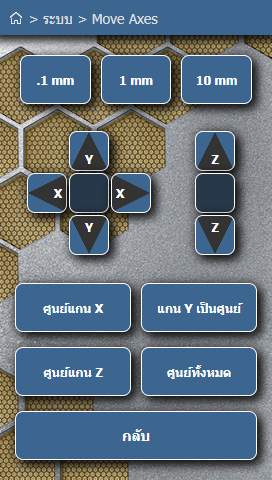 > ระบบ > Move Axes
.1 mm
1 mm
10 mm
Y
Z
X
X
Y
Z
ศูนย์แกน X
แกน Y เป็นศูนย์
ศูนย์แกน Z
ศูนย์ทั้งหมด
กลับ